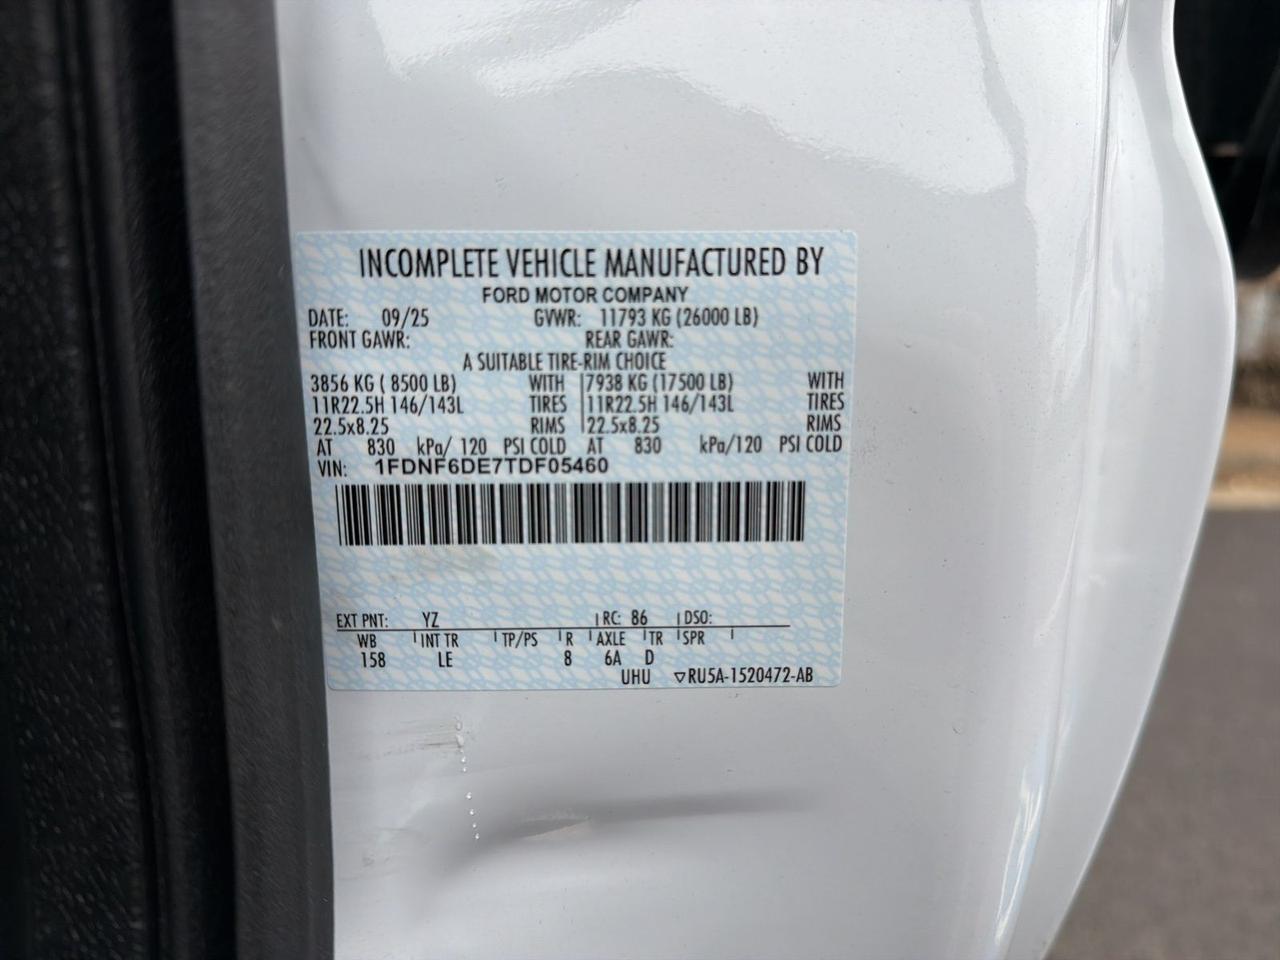 INCOMPLETE VEHICLE MANUFACTURED BY
FORD MOTOR COMPANY
DATE: 09/25 GVWR: 11793 KG (26000 LB)
FRONT GAWR: REAR GAWR:
A SUITABLE TIRE-RIM CHOICE
3856 KG ( 8500 LB) WITH 7938 KG (17500 LB) WITH
11R22.5H 146/143L TIRES 11R22.5H 146/143L TIRES
22.5x8.25 RIMS 22.5x8.25 RIMS
AT 830 kPa/ 120 PSI COLD AT 830 kPa/120 PSI COLD
VIN: 1FDNF6DE7TDF05460
EXT PNT: YZ RC: 86 DSO:
WB INT TR TP/PS R AXLE TR SPR
158 LE 8 6A D
UHU ▽RU5A-1520472-AB